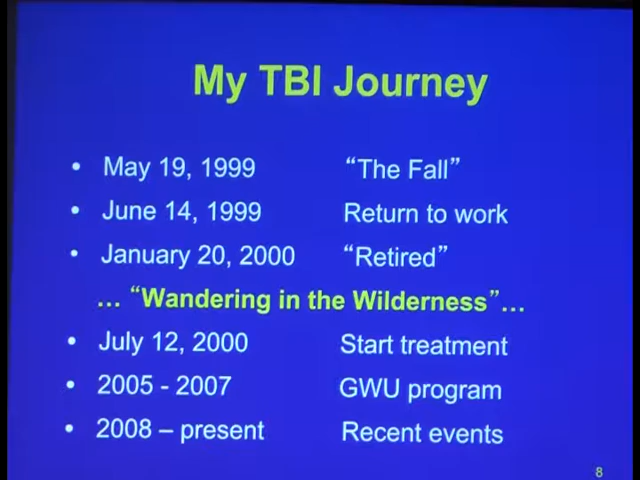 My TBI Journey
• May 19, 1999 “The Fall”
• June 14, 1999 Return to work
• January 20, 2000 “Retired”
... “Wandering in the Wilderness”...
• July 12, 2000 Start treatment
• 2005 - 2007 GWU program
• 2008 – present Recent events
8